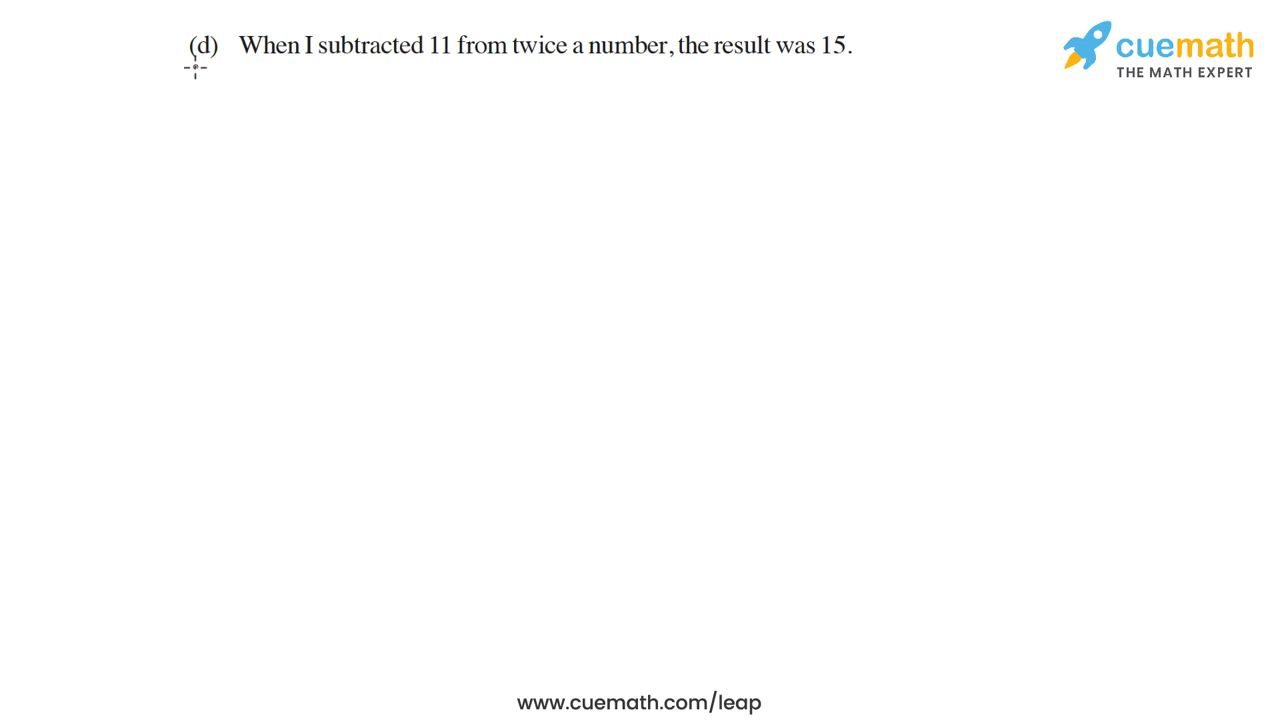 (d) When I subtracted 11 from twice a number, the result was 15.
cuemath
THE MATH EXPERT
www.cuemath.com/leap